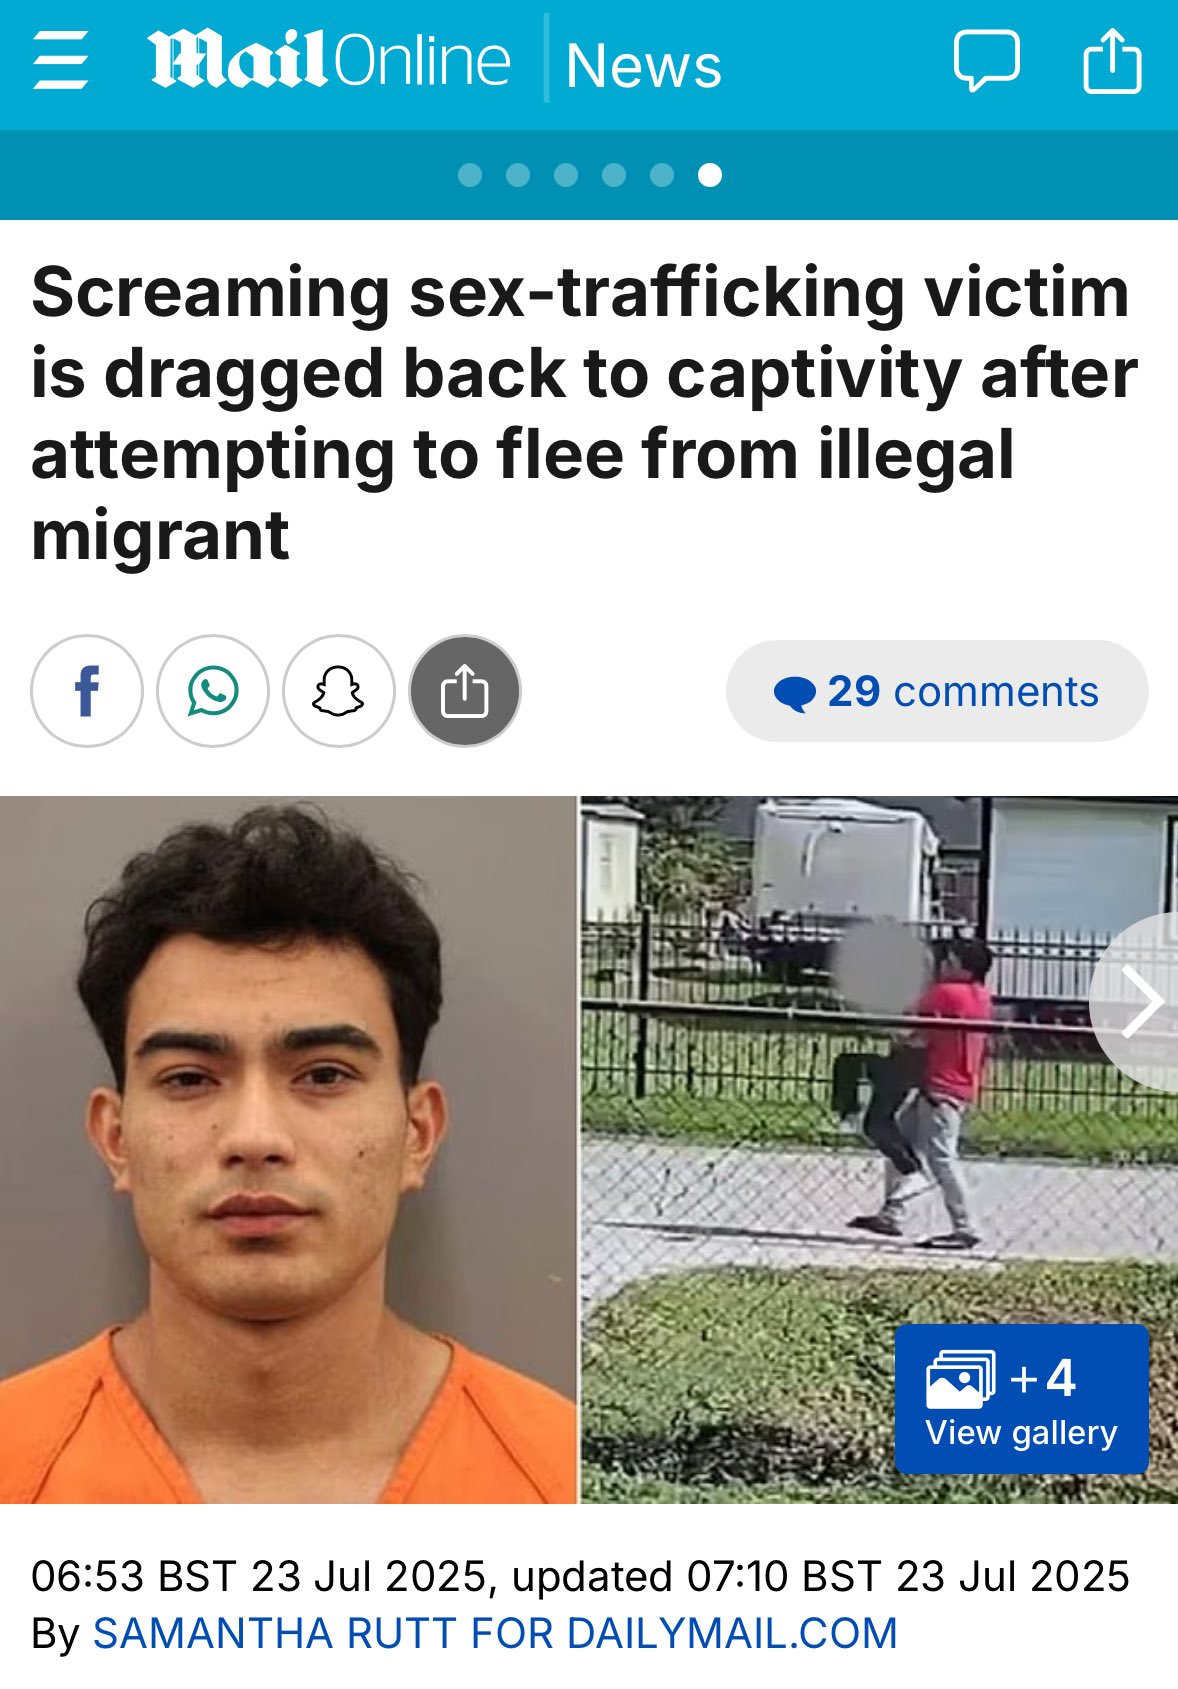 Mail Online News
Screaming sex-trafficking victim
is dragged back to captivity after
attempting to flee from illegal
migrant
f
29 comments
+4
View gallery
06:53 BST 23 Jul 2025, updated 07:10 BST 23 Jul 2025
By SAMANTHA RUTT FOR DAILYMAIL.COM